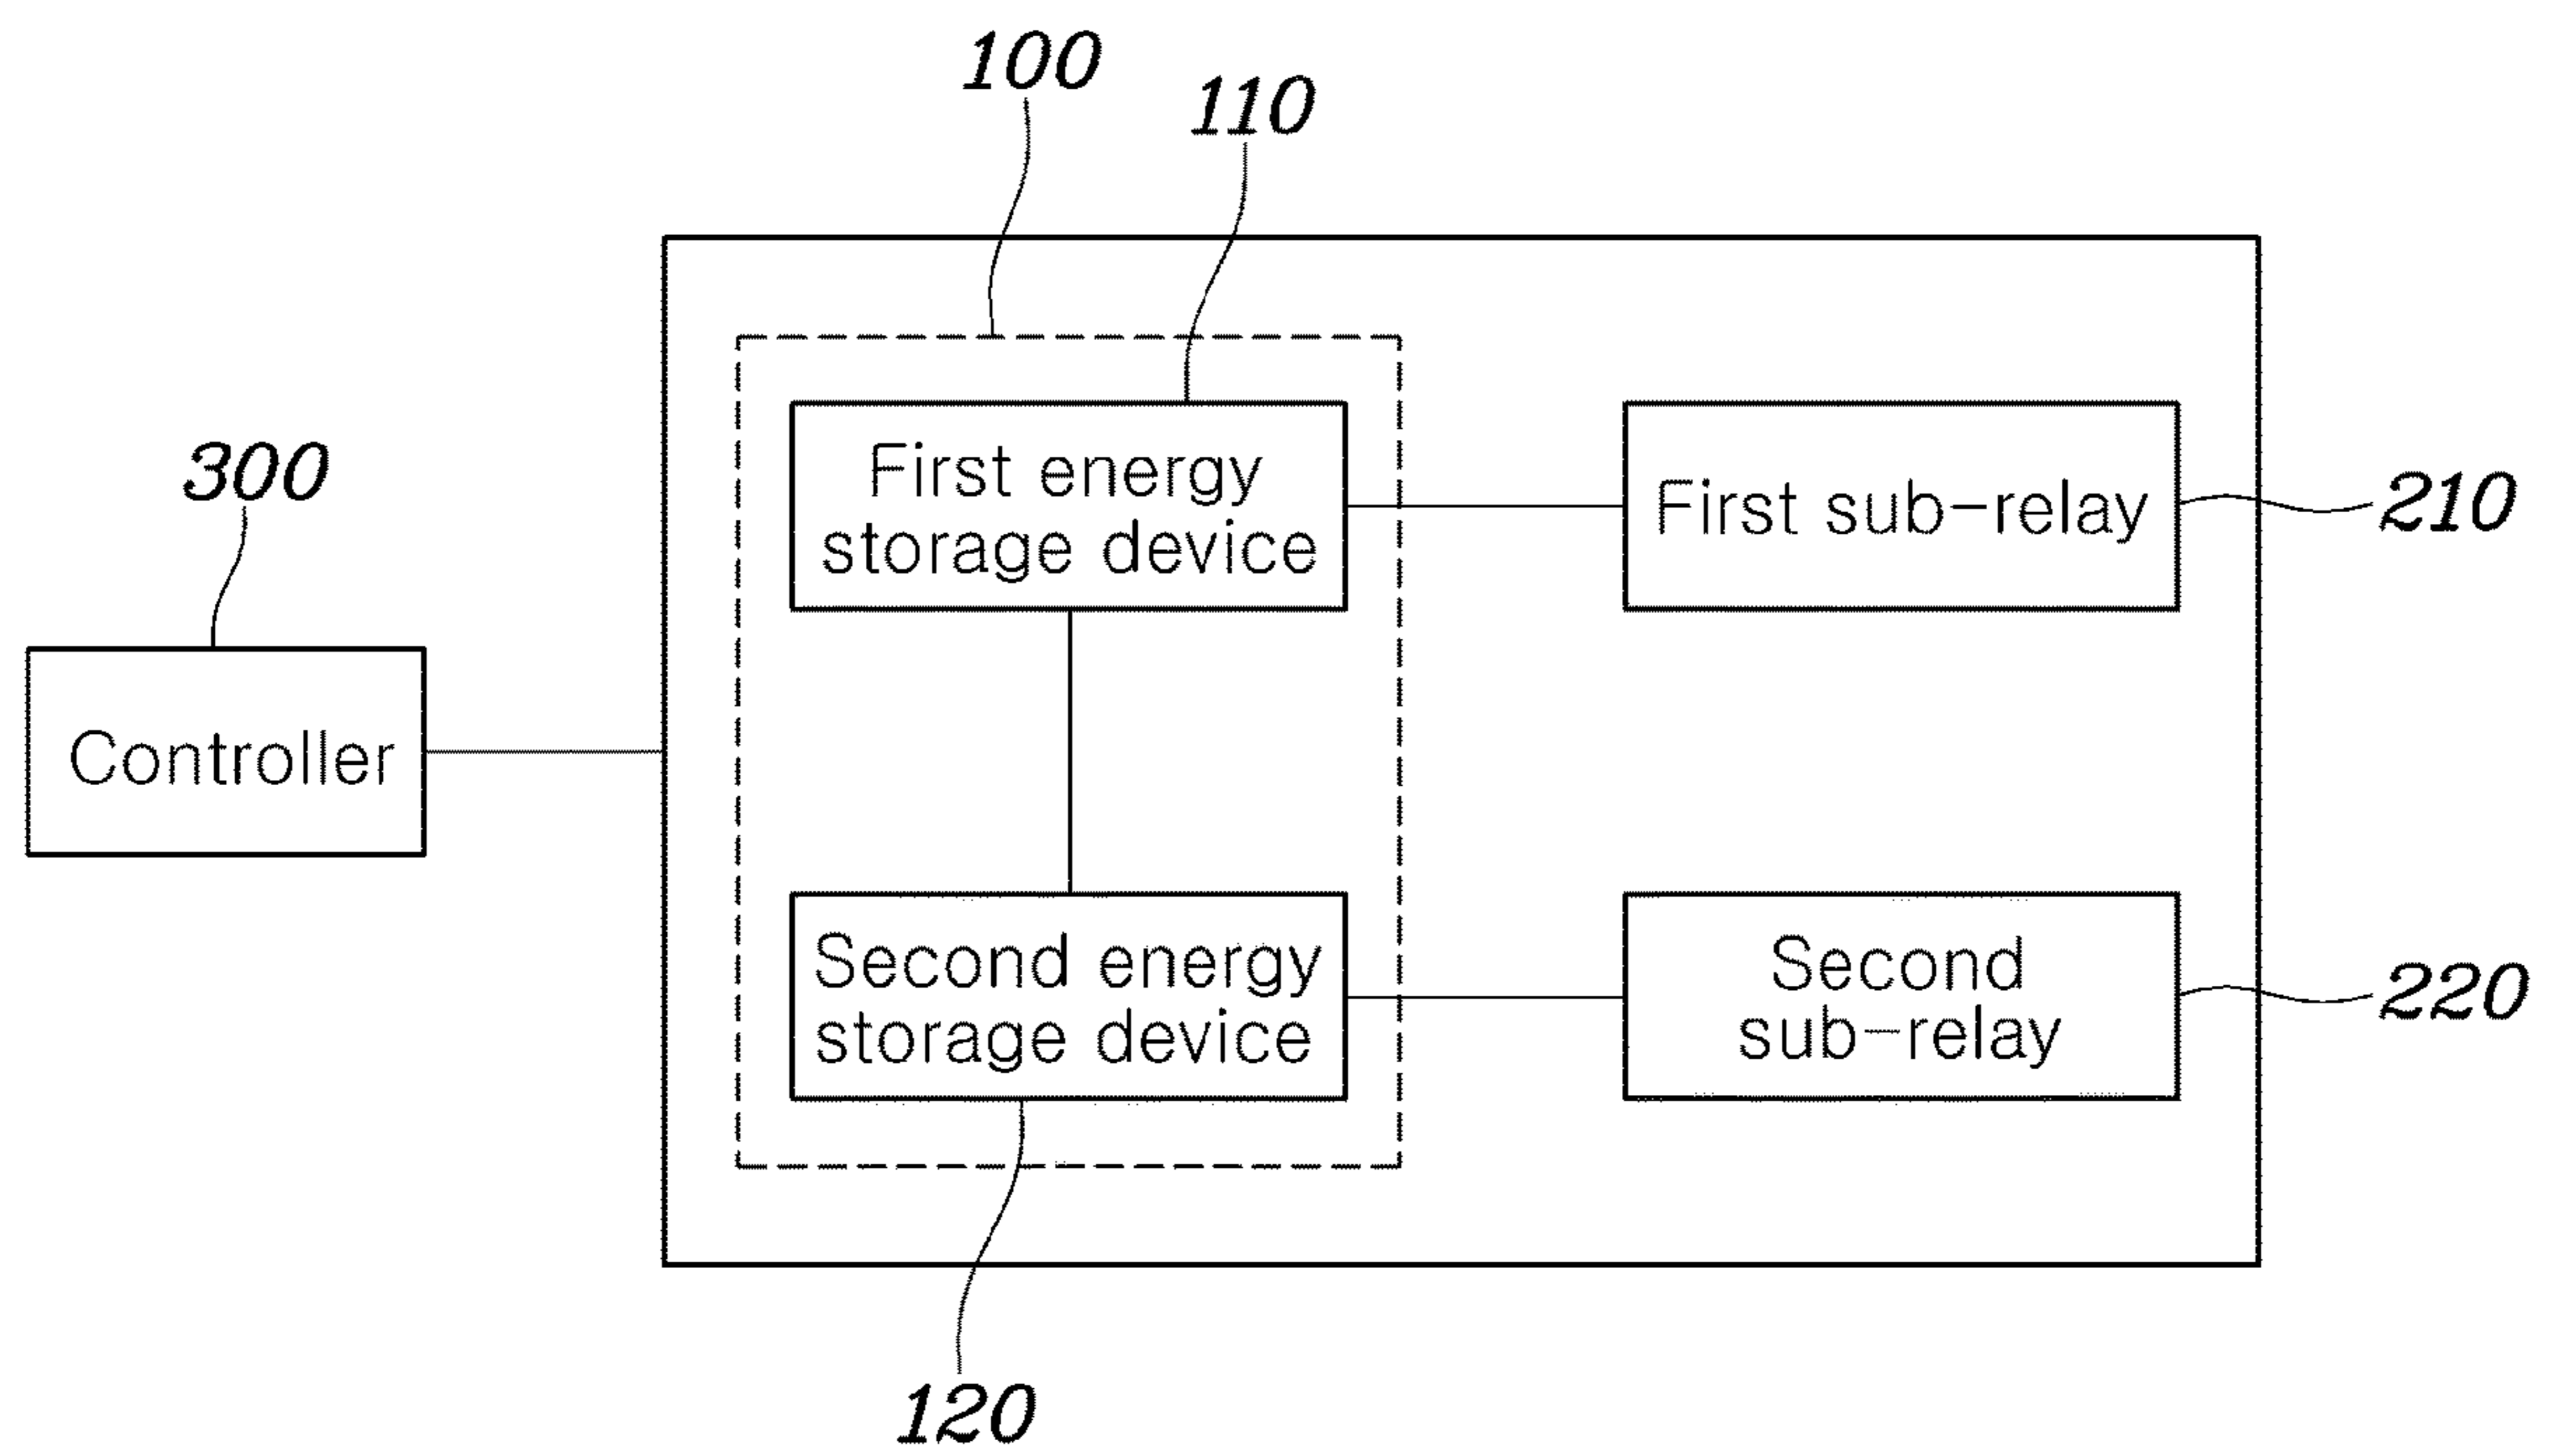 100
110
300
First energy
storage device
First sub-relay
210
Controller
Second energy
storage device
Second
sub-relay
220
120